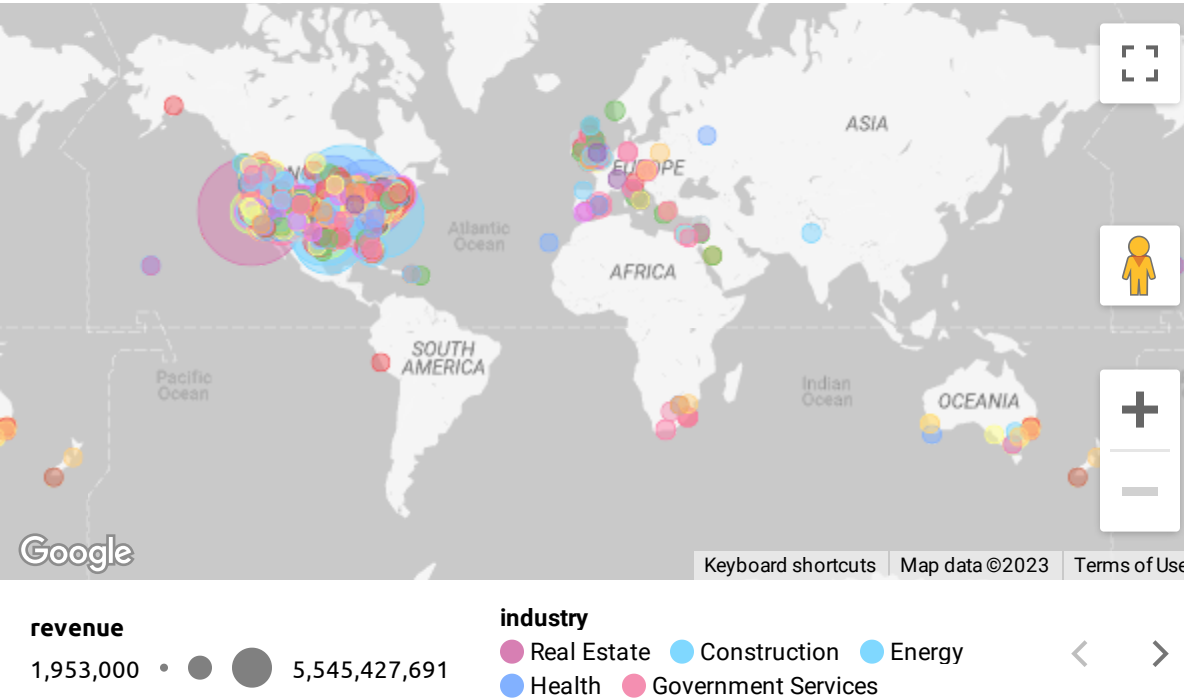 ASIA
NO
EUROPE
Atlantic
Ocean
AFRICA
SOUTH
AMERICA
Pacific
Ocean
Indian
Ocean
OCEANIA
Google
Keyboard shortcuts
Map data ©2023
Terms of Use
revenue
1,953,000
5,545,427,691
industry
Real Estate
Construction
Energy
Health
Government Services